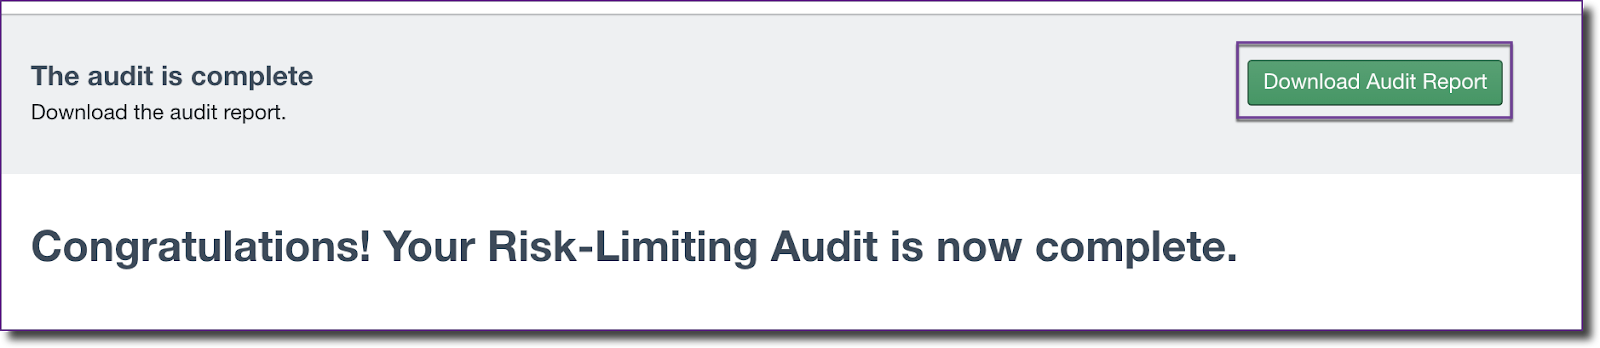 The audit is complete
Download the audit report.
Download Audit Report
Congratulations! Your Risk-Limiting Audit is now complete.